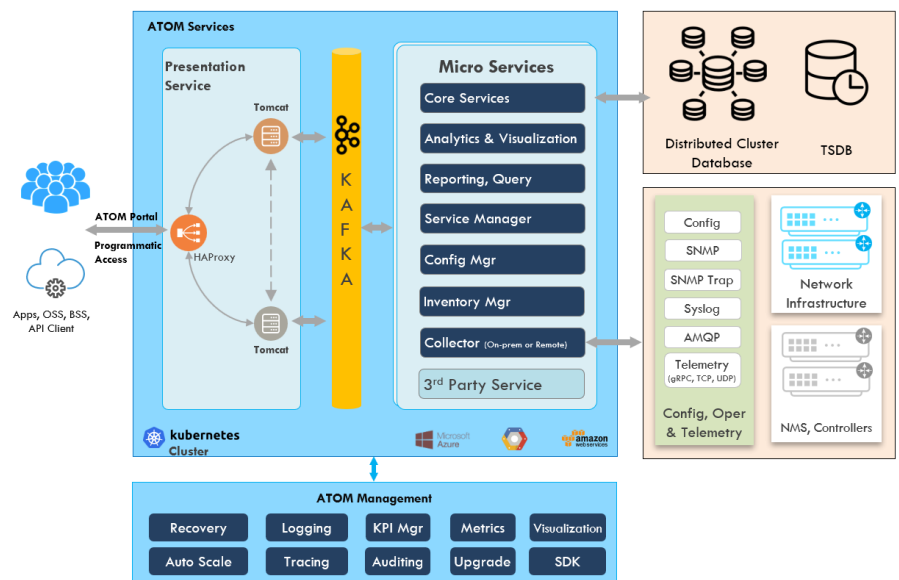 ATOM Services
Presentation
Service
Tomcat
HAProxy
Tomcat
ATOM Portal
Programmatic
Access
Apps, OSS, BSS,
API Client
K
A
F
K
A
Micro Services
Core Services
Analytics & Visualization
Reporting, Query
Service Manager
Config Mgr
Inventory Mgr
Collector (On-prem or Remote)
3rd Party Service
kubernetes
Cluster
Microsoft
Azure
amazon
web services
Distributed Cluster
Database
TSDB
Config
SNMP
SNMP Trap
Syslog
AMQP
Telemetry
(gRPC, TCP, UDP)
Config, Oper
& Telemetry
Network
Infrastructure
NMS, Controllers
ATOM Management
Recovery
Logging
KPI Mgr
Metrics
Visualization
Auto Scale
Tracing
Auditing
Upgrade
SDK